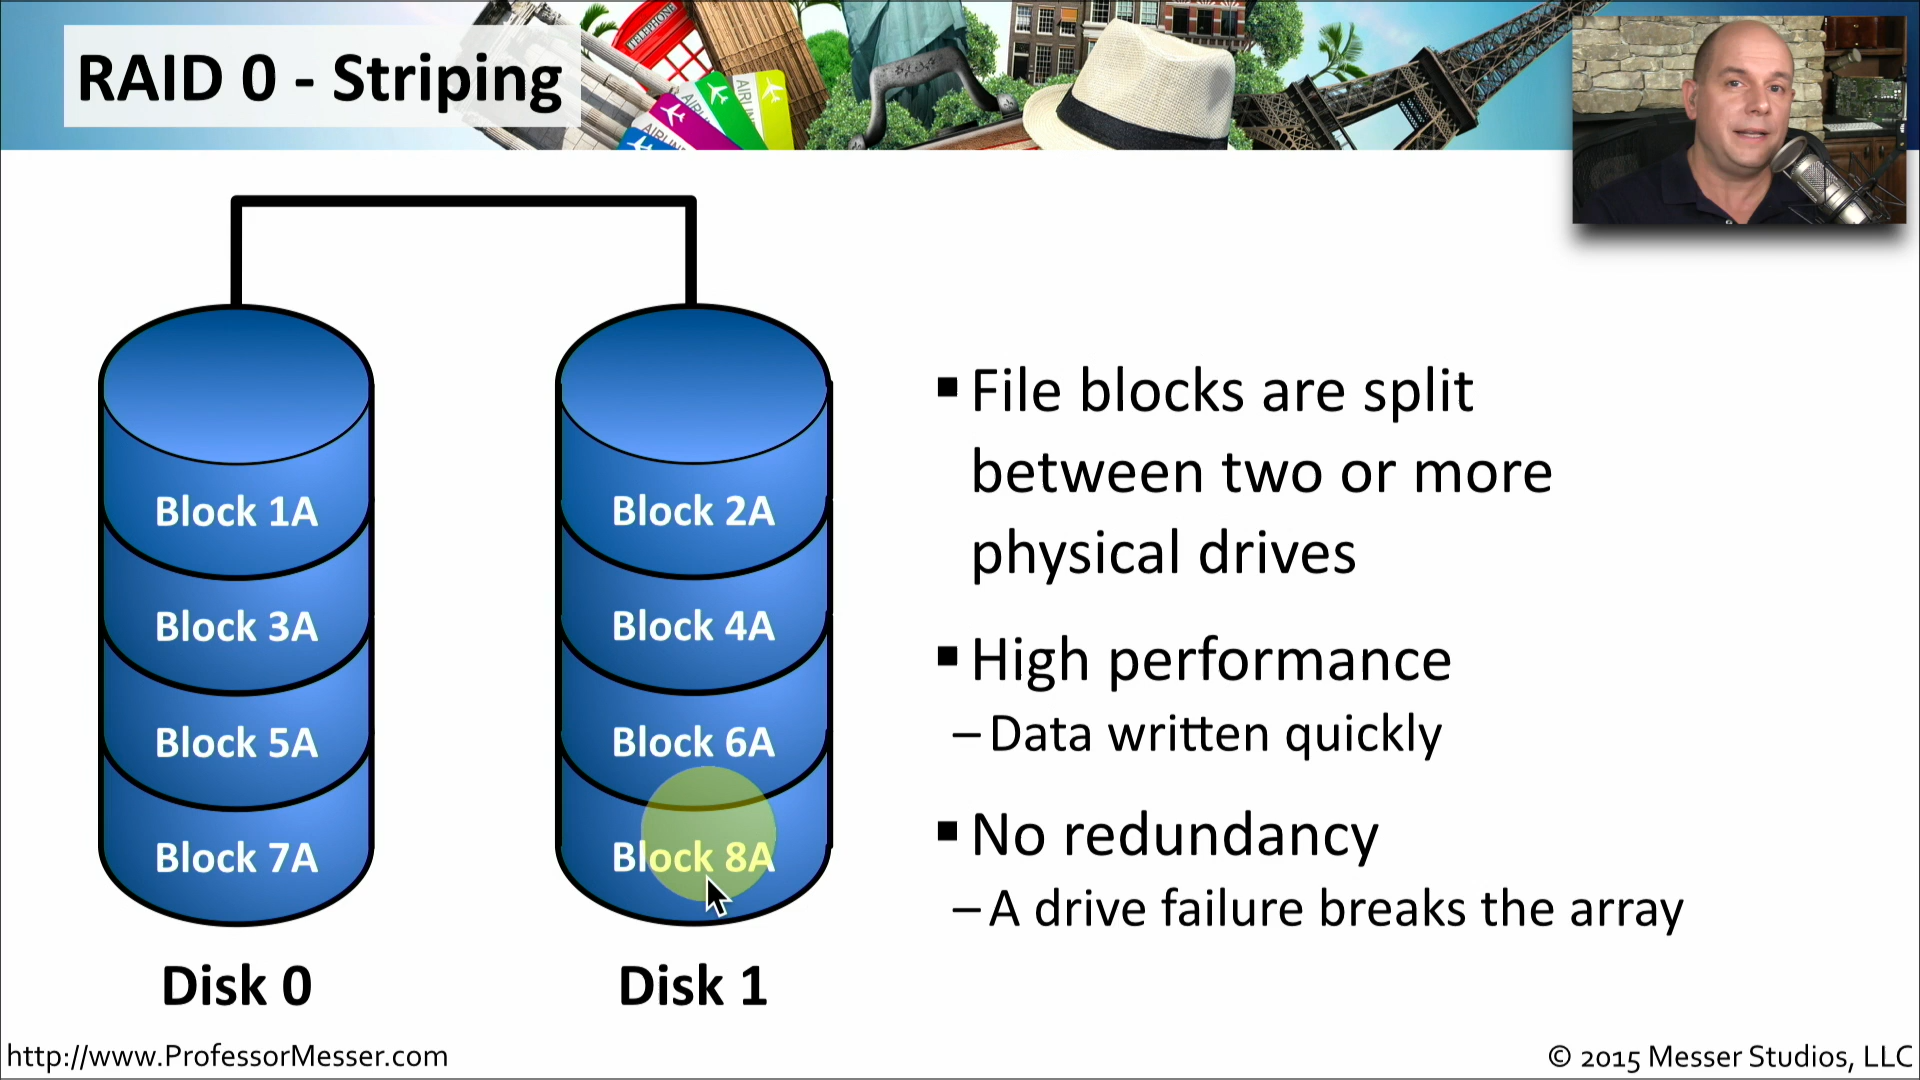 RAID 0 - Striping
TELEPHONE
AIRLINE
Block 1A
Block 3A
Block 5A
Block 7A
Disk 0
Block 2A
Block 4A
Block 6A
Block 8A
Disk 1
▪ File blocks are split
between two or more
physical drives
▪ High performance
– Data written quickly
▪ No redundancy
– A drive failure breaks the array
http://www.ProfessorMesser.com
© 2015 Messer Studios, LLC